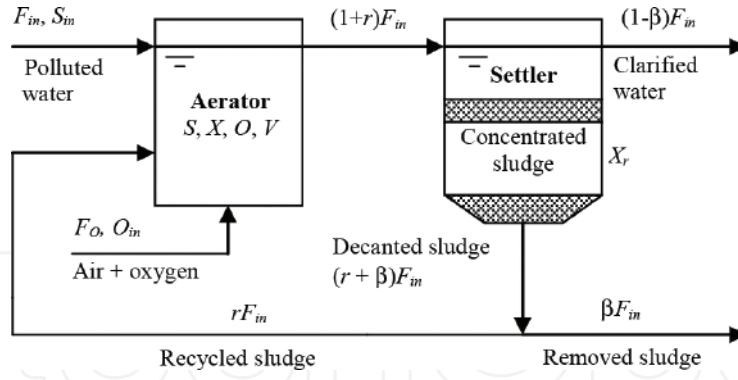 F_in, S_in
(1+r)F_in
(1-β)F_in
Polluted
water
Aerator
S, X, O, V
Settler
Clarified
water
Concentrated
sludge
X_r
F_O, O_in
Air + oxygen
Decanted sludge
(r + β)F_in
rF_in
βF_in
Recycled sludge
Removed sludge